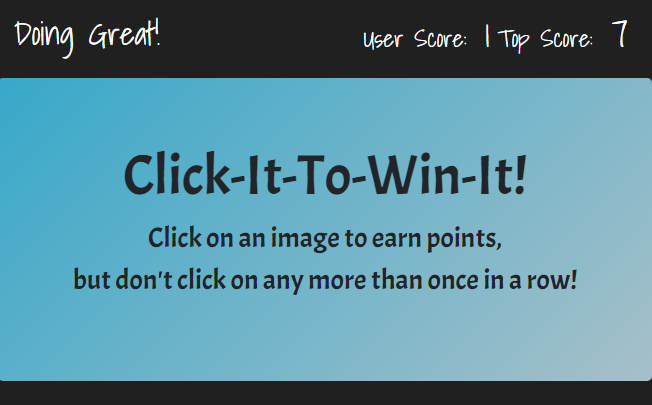 Doing Great! User Score: 1 Top Score: 7
Click-It-To-Win-It!
Click on an image to earn points,
but don't click on any more than once in a row!